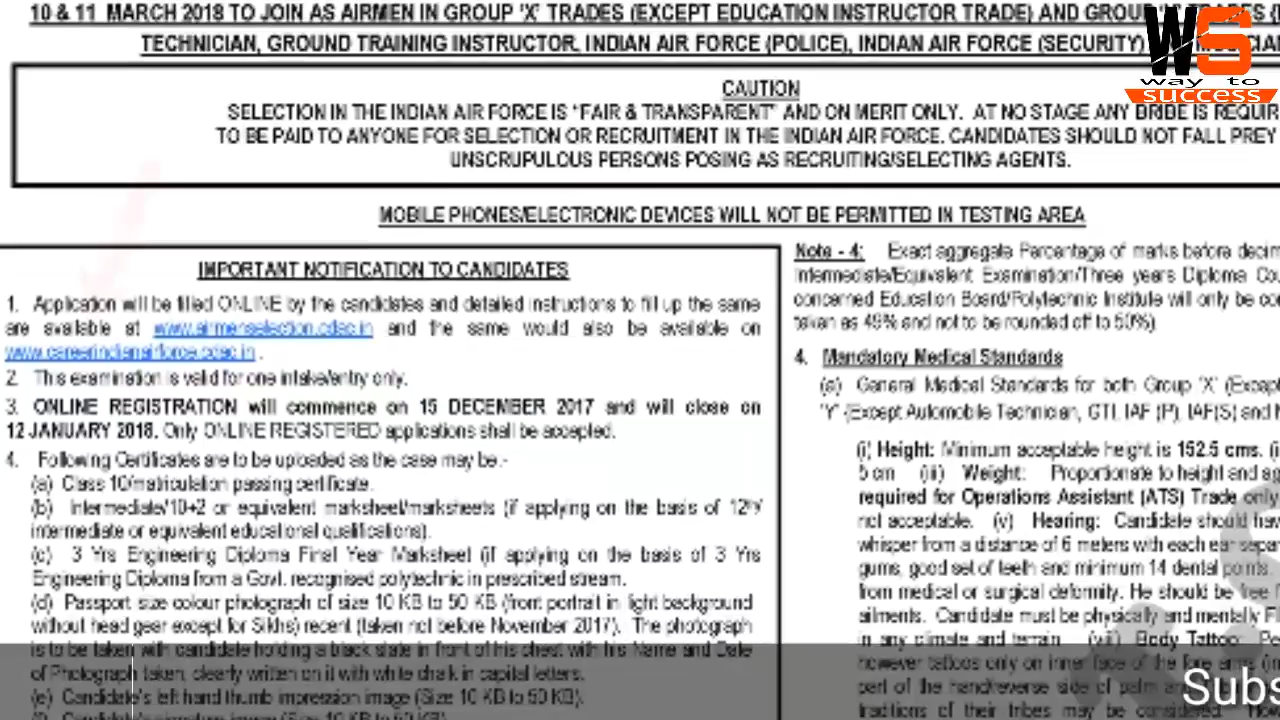 10 & 11 MARCH 2018 TO JOIN AS AIRMEN IN GROUP 'X' TRADES (EXCEPT EDUCATION INSTRUCTOR TRADE) AND GROUP
TECHNICIAN, GROUND TRAINING INSTRUCTOR, INDIAN AIR FORCE (POLICE), INDIAN AIR FORCE (SECURITY)
WS
way to
success
CAUTION
SELECTION IN THE INDIAN AIR FORCE IS "FAIR & TRANSPARENT" AND ON MERIT ONLY. AT NO STAGE ANY BRIBE IS REQUIR
TO BE PAID TO ANYONE FOR SELECTION OR RECRUITMENT IN THE INDIAN AIR FORCE. CANDIDATES SHOULD NOT FALL PREY
UNSCRUPULOUS PERSONS POSING AS RECRUITING/SELECTING AGENTS.
MOBILE PHONES/ELECTRONIC DEVICES WILL NOT BE PERMITTED IN TESTING AREA
IMPORTANT NOTIFICATION TO CANDIDATES
1. Application will be filled ONLINE by the candidates and detailed instructions to fill up the same
are available at www.airmenselection.cdac.in and the same would also be available on
www.careerindianairforce.cdac.in .
2. This examination is valid for one intake/entry only.
3. ONLINE REGISTRATION will commence on 15 DECEMBER 2017 and will close on
12 JANUARY 2018. Only ONLINE REGISTERED applications shall be accepted.
4. Following Certificates are to be uploaded as the case may be:-
(a) Class 10/matriculation passing certificate.
(b) Intermediate/10+2 or equivalent marksheet/marksheets (if applying on the basis of 12th/
intermediate or equivalent educational qualifications).
(c) 3 Yrs Engineering Diploma Final Year Marksheet (if applying on the basis of 3 Yrs
Engineering Diploma from a Govt. recognised polytechnic in prescribed stream.
(d) Passport size colour photograph of size 10 KB to 50 KB (front portrait in light background
without head gear except for Sikhs) recent (taken not before November 2017). The photograph
is to be taken with candidate holding a black slate in front of his chest with his Name and Date
of Photograph taken, clearly written on it with white chalk in capital letters.
(e) Candidate's left hand thumb impression image (Size 10 KB to 50 KB).
Note - 4: Exact aggregate Percentage of marks before decim
Intermediate/Equivalent Examination/Three years Diploma Co
concerned Education Board/Polytechnic Institute will only be co
taken as 49% and not to be rounded off to 50%).
4. Mandatory Medical Standards
(a) General Medical Standards for both Group 'X' (Except
'Y' (Except Automobile Technician, GTI, IAF (P), IAF(S) and
(i) Height: Minimum acceptable height is 152.5 cms. (i
5 cm (iii) Weight: Proportionate to height and ag
required for Operations Assistant (ATS) Trade only
not acceptable. (v) Hearing: Candidate should hav
whisper from a distance of 6 meters with each ear separ
gums, good set of teeth and minimum 14 dental points.
from medical or surgical deformity. He should be free f
ailments. Candidate must be physically and mentally F
in any climate and terrain. (vii) Body Tattoo: Pe
however tattoos only on inner face of the fore arms (in
part of the hand/reverse side of palm
traditions of their tribes may be considered. How
Subs